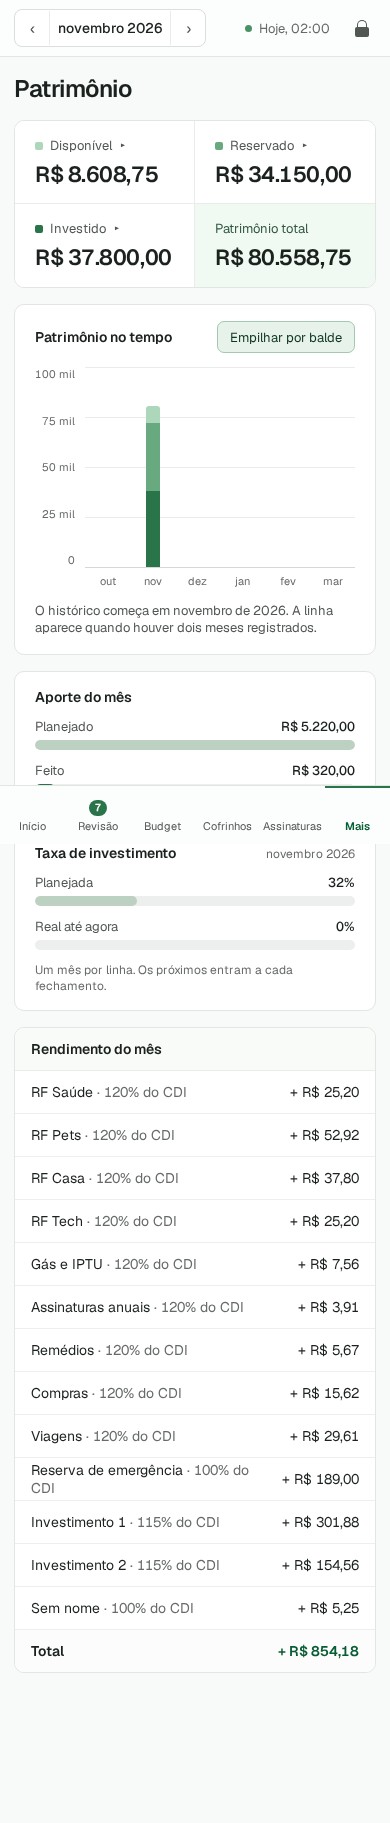 ‹ novembro 2026 › Hoje, 02:00
Patrimônio
Disponível ▸ Reservado ▸
R$ 8.608,75 R$ 34.150,00
Investido ▸ Patrimônio total
R$ 37.800,00 R$ 80.558,75
Patrimônio no tempo Empilhar por balde
100 mil
75 mil
50 mil
25 mil
0
out nov dez jan fev mar
O histórico começa em novembro de 2026. A linha
aparece quando houver dois meses registrados.
Aporte do mês
Planejado R$ 5.220,00
Feito R$ 320,00
7
Início Revisão Budget Cofrinhos Assinaturas Mais
Taxa de investimento novembro 2026
Planejada 32%
Real até agora 0%
Um mês por linha. Os próximos entram a cada
fechamento.
Rendimento do mês
RF Saúde · 120% do CDI + R$ 25,20
RF Pets · 120% do CDI + R$ 52,92
RF Casa · 120% do CDI + R$ 37,80
RF Tech · 120% do CDI + R$ 25,20
Gás e IPTU · 120% do CDI + R$ 7,56
Assinaturas anuais · 120% do CDI + R$ 3,91
Remédios · 120% do CDI + R$ 5,67
Compras · 120% do CDI + R$ 15,62
Viagens · 120% do CDI + R$ 29,61
Reserva de emergência · 100% do
CDI + R$ 189,00
Investimento 1 · 115% do CDI + R$ 301,88
Investimento 2 · 115% do CDI + R$ 154,56
Sem nome · 100% do CDI + R$ 5,25
Total + R$ 854,18